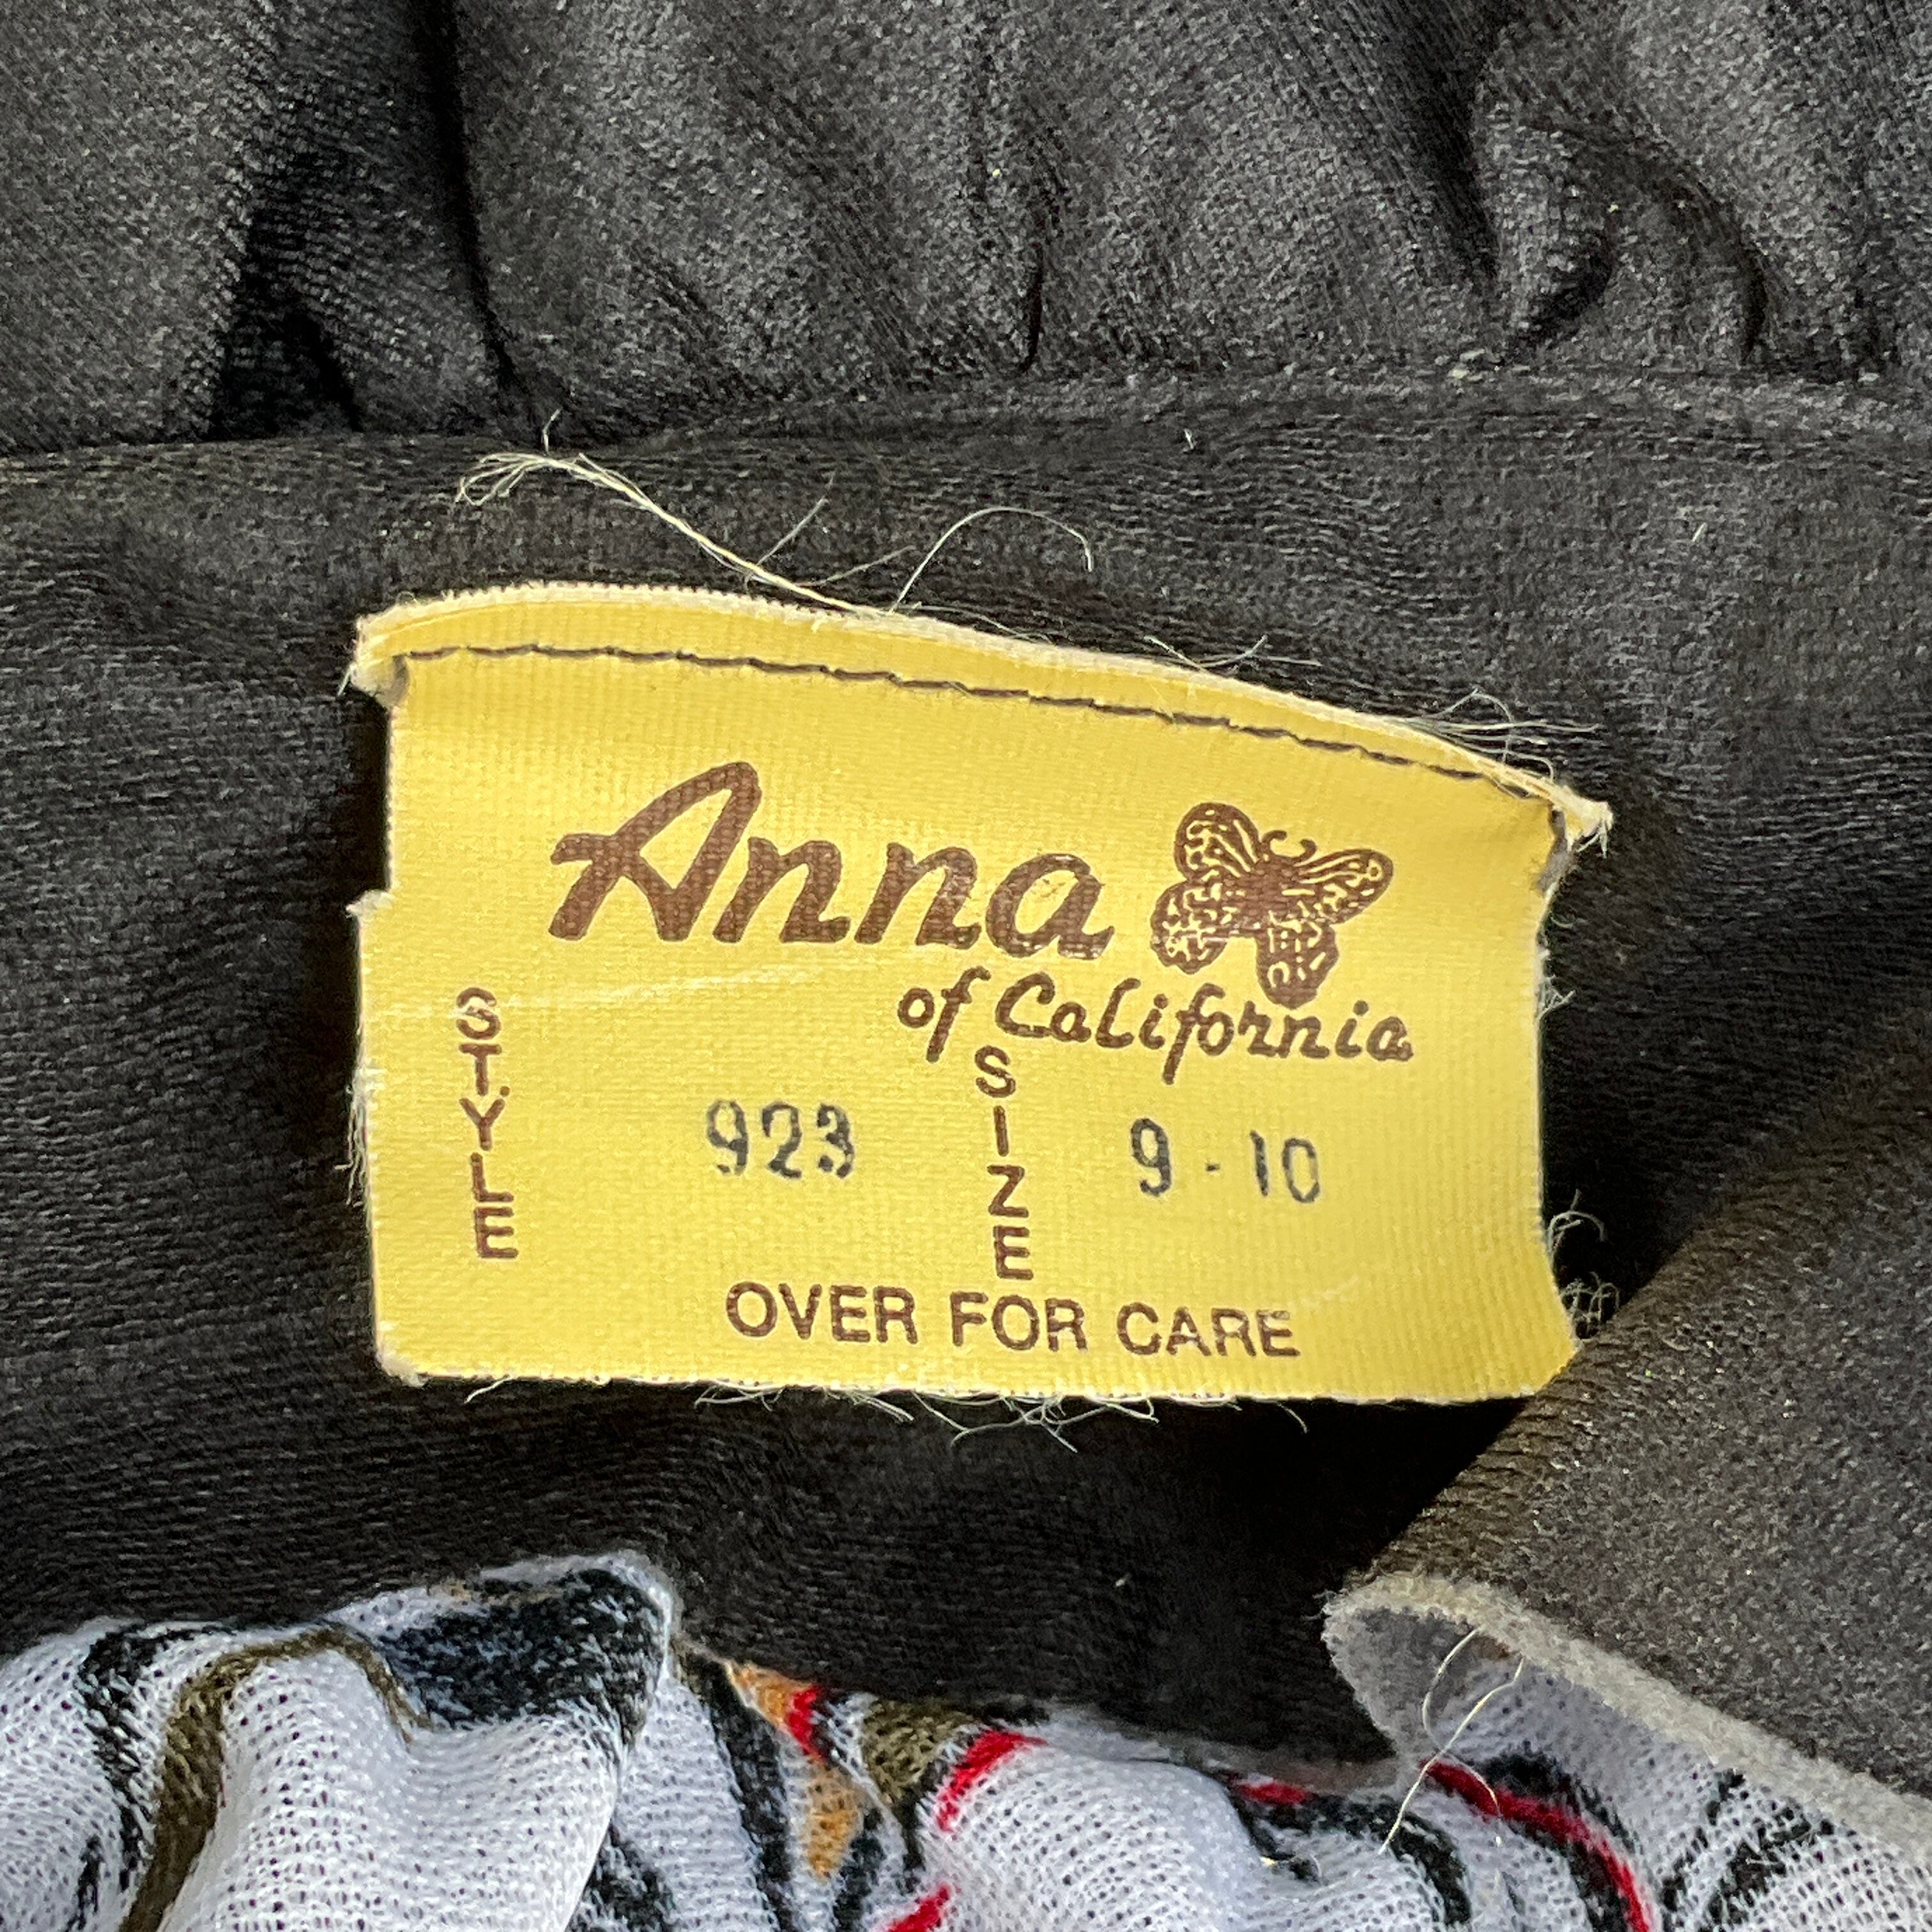 Anna
of California
STYLE 923 SIZE 9-10
OVER FOR CARE